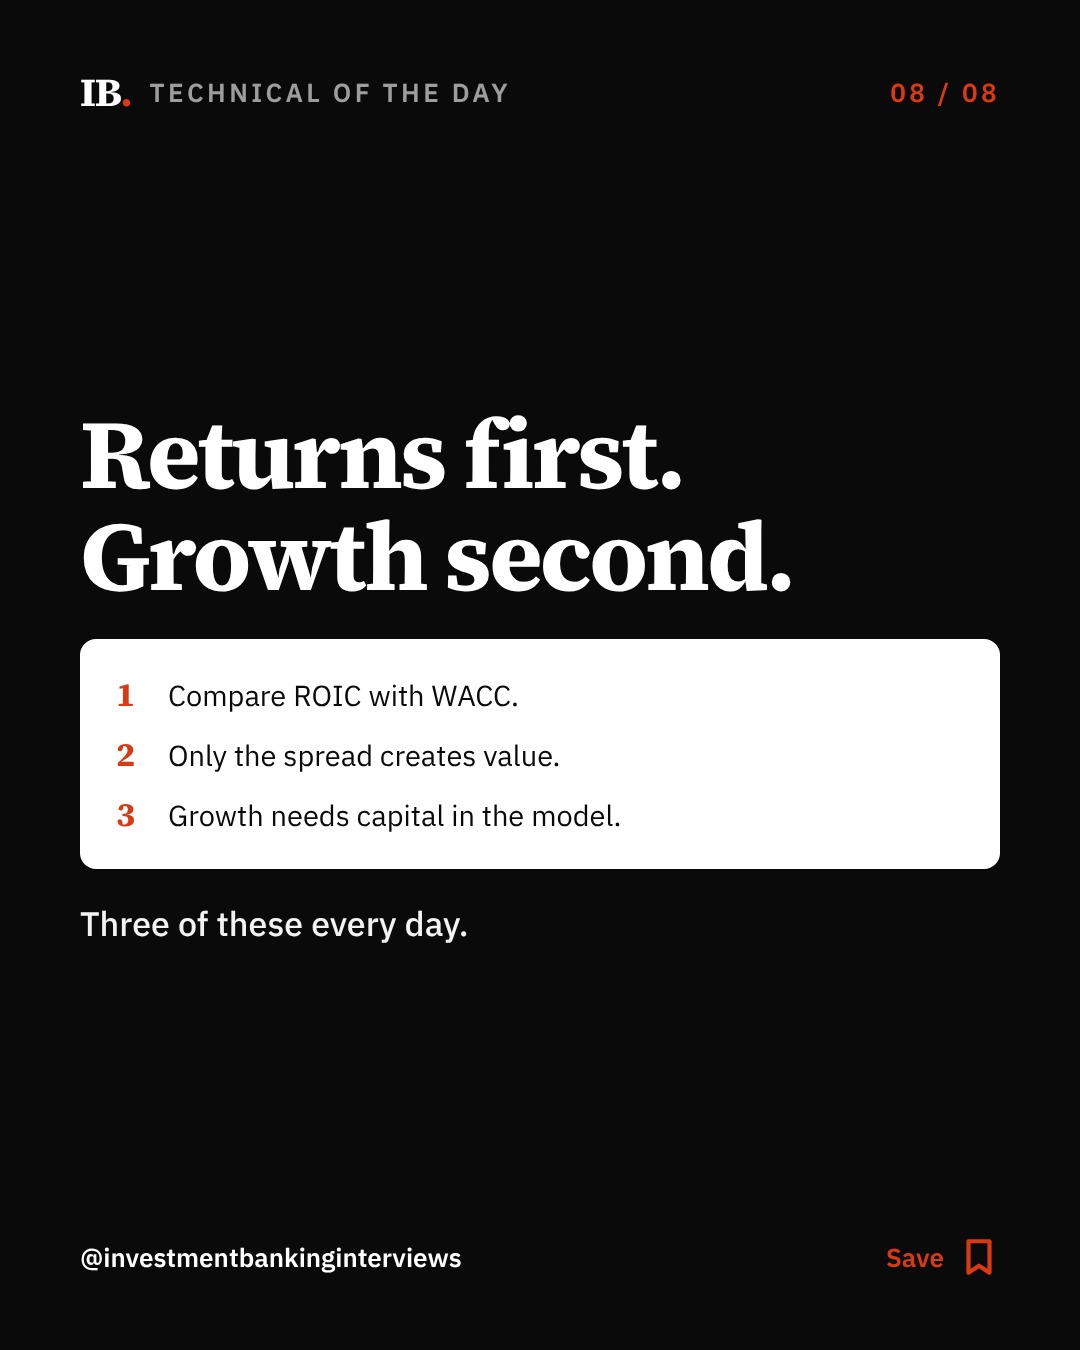 IB. TECHNICAL OF THE DAY 08 / 08
Returns first.
Growth second.
1 Compare ROIC with WACC.
2 Only the spread creates value.
3 Growth needs capital in the model.
Three of these every day.
@investmentbankinginterviews Save